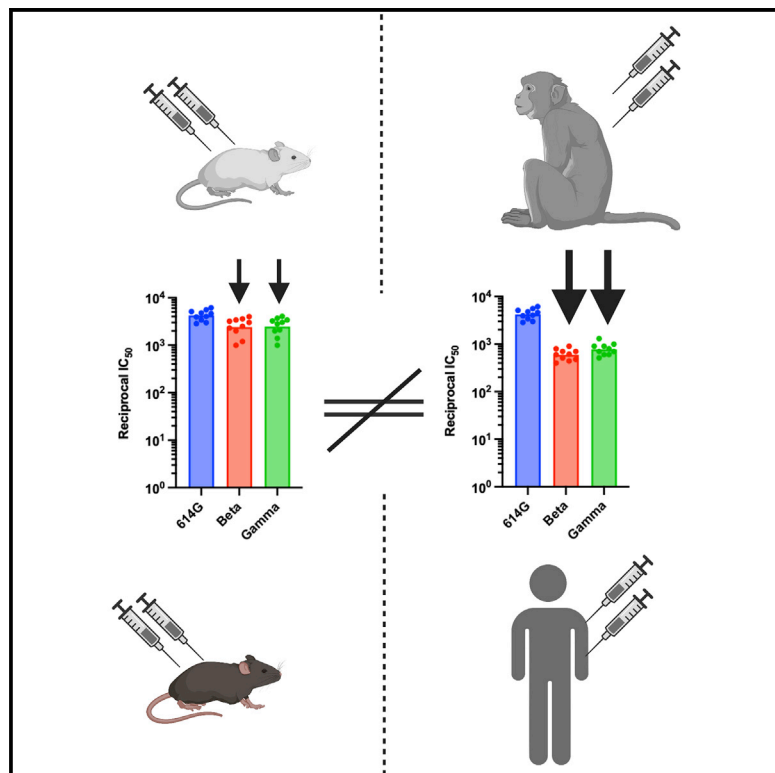 10⁴
10³
10²
10¹
10⁰
Reciprocal IC₅₀
614G
Beta
Gamma
10⁴
10³
10²
10¹
10⁰
Reciprocal IC₅₀
614G
Beta
Gamma